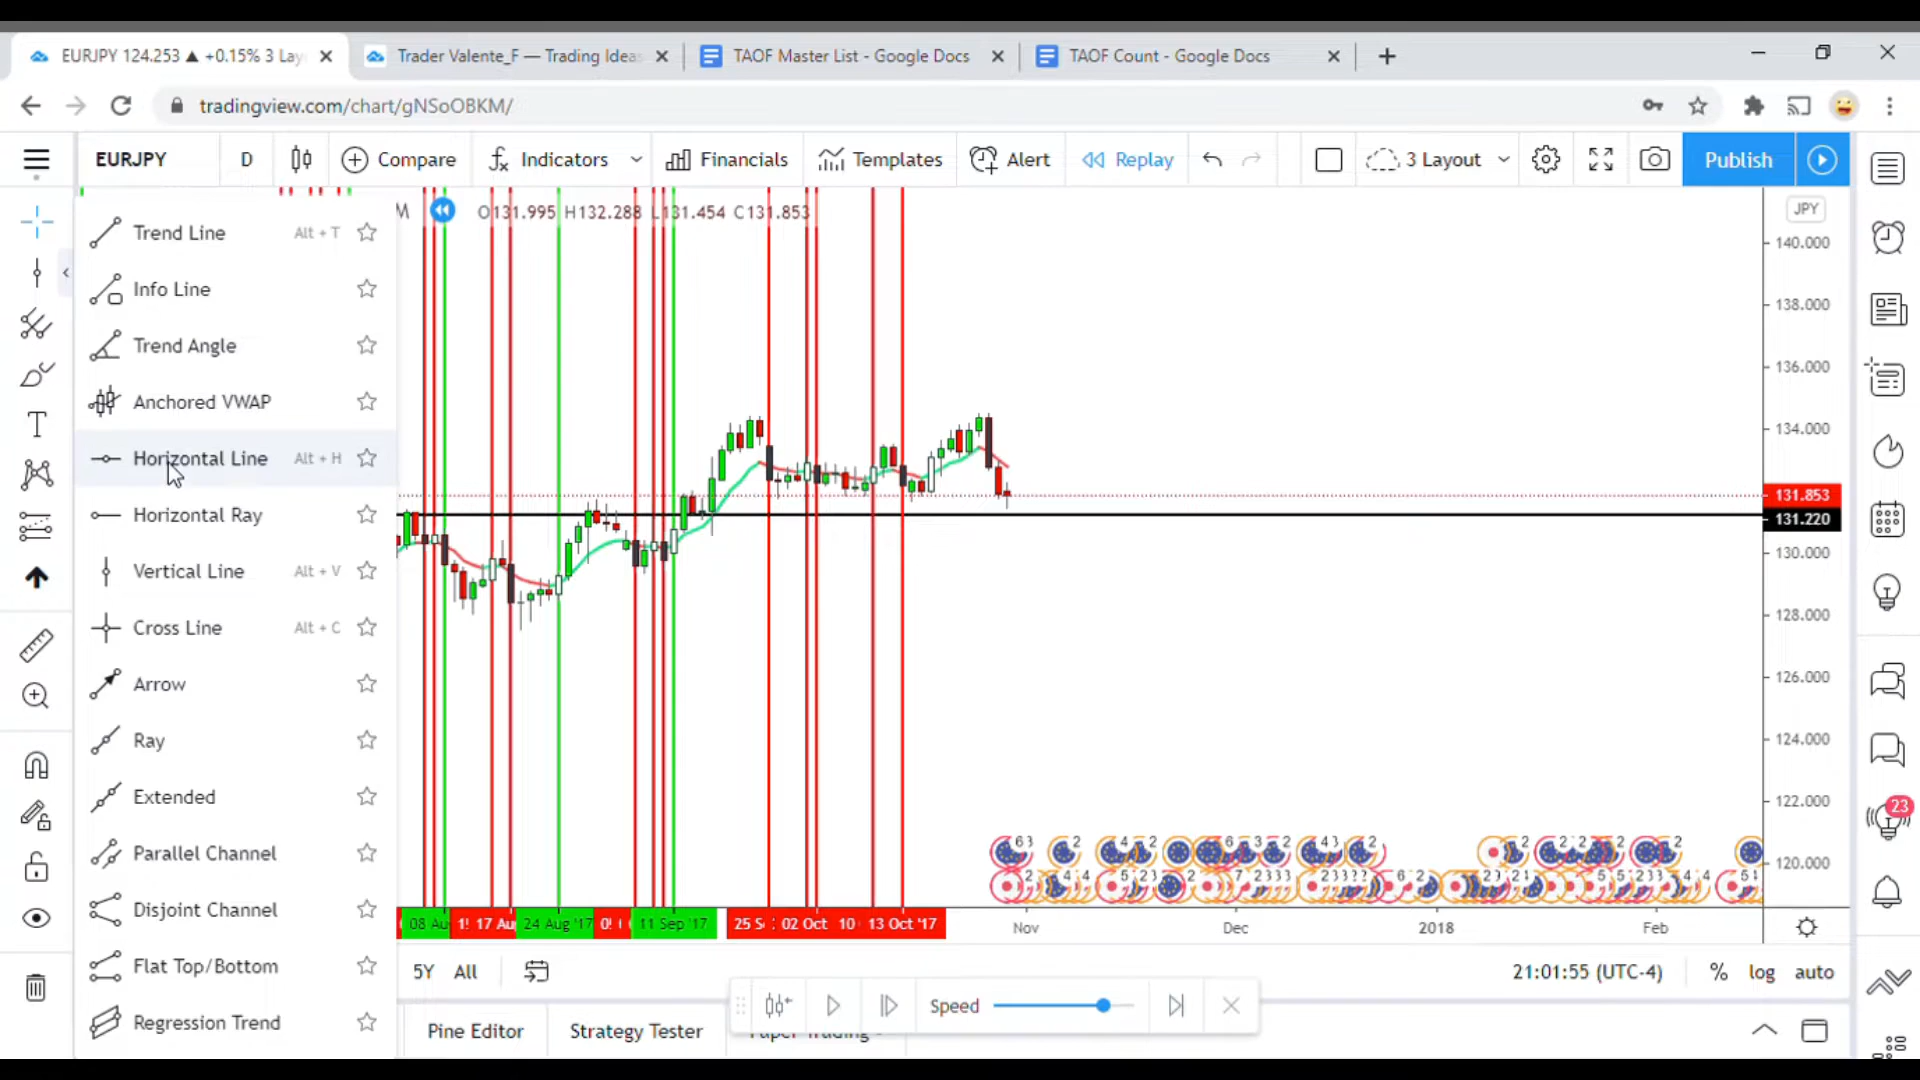 EURJPY 124.253 ▲ +0.15% 3 Lay
Trader Valente_F — Trading Ideas
TAOF Master List - Google Docs
TAOF Count - Google Docs
tradingview.com/chart/gNSoOBKM/
EURJPY D Compare Indicators Financials Templates Alert Replay 3 Layout Publish
M O131.995 H132.288 L131.454 C131.853
JPY
Trend Line Alt + T
Info Line
Trend Angle
Anchored VWAP
Horizontal Line Alt + H
Horizontal Ray
Vertical Line Alt + V
Cross Line Alt + C
Arrow
Ray
Extended
Parallel Channel
Disjoint Channel
Flat Top/Bottom
Regression Trend
140.000
138.000
136.000
134.000
131.853
131.220
130.000
128.000
126.000
124.000
122.000
120.000
23
08 Au 17 Au 24 Aug '17 11 Sep '17 25 S 02 Oct 10 13 Oct '17 Nov Dec 2018 Feb
5Y All 21:01:55 (UTC-4) % log auto
Speed
Pine Editor Strategy Tester Paper Trading